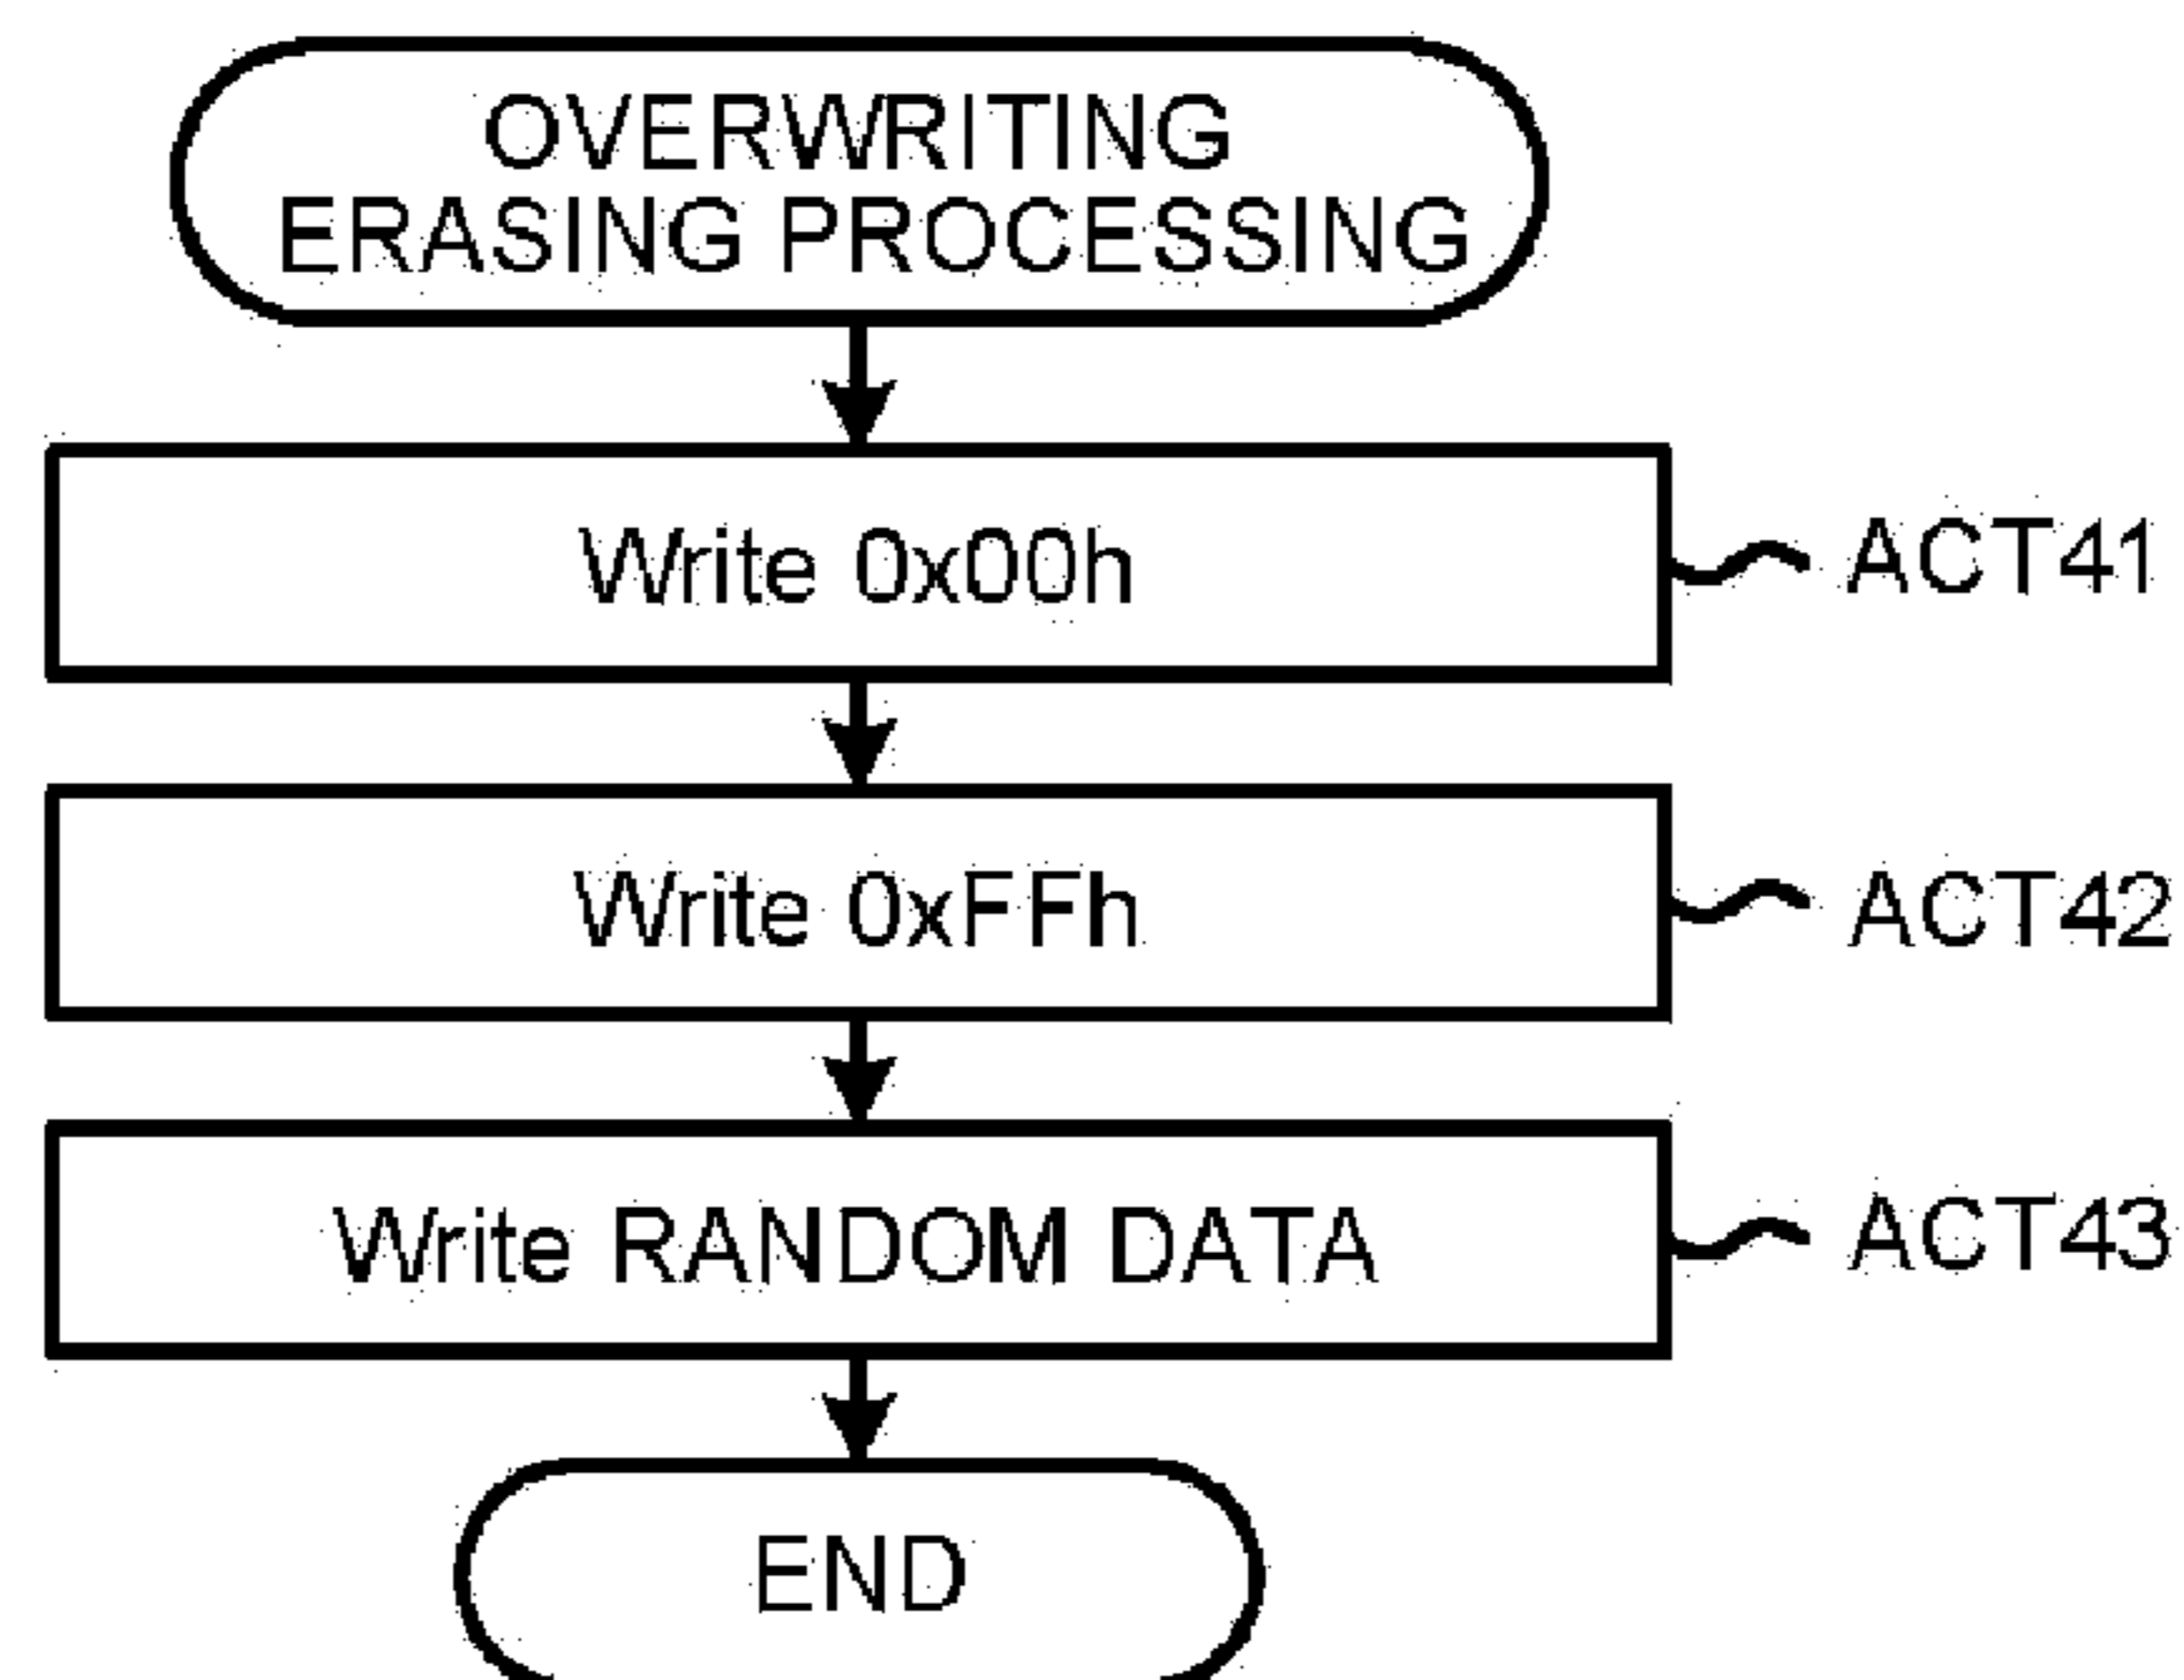 OVERWRITING
ERASING PROCESSING
Write 0x00h
ACT41
Write 0xFFh
ACT42
Write RANDOM DATA
ACT43
END